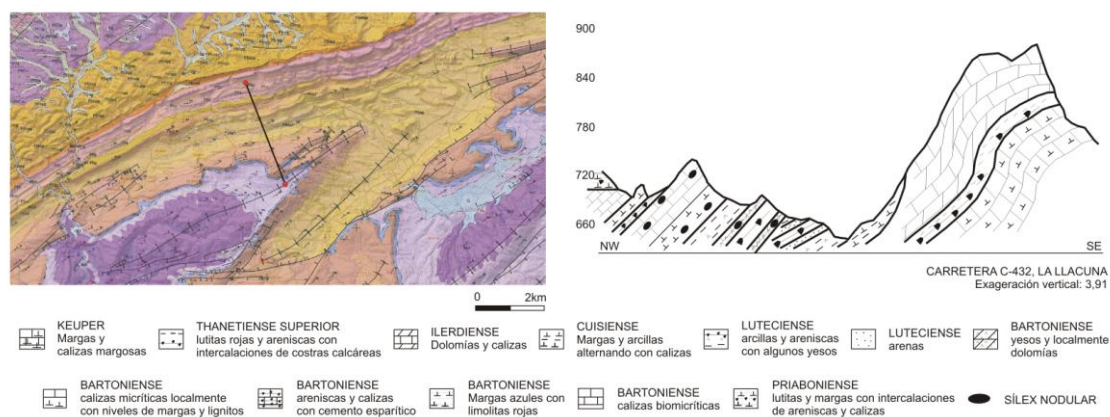 900
840
780
720
660
NW
SE
CARRETERA C-432, LA LLACUNA
Exageración vertical: 3,91
0 2km
KEUPER
Margas y
calizas margosas
THANETIENSE SUPERIOR
lutitas rojas y areniscas con
intercalaciones de costras calcáreas
ILERDIENSE
Dolomías y calizas
CUISIENSE
Margas y arcillas
alternando con calizas
LUTECIENSE
arcillas y areniscas
con algunos yesos
LUTECIENSE
arenas
BARTONIENSE
yesos y localmente
dolomías
BARTONIENSE
calizas micríticas localmente
con niveles de margas y lignitos
BARTONIENSE
areniscas y calizas
con cemento esparítico
BARTONIENSE
Margas azules con
limolitas rojas
BARTONIENSE
calizas biomicríticas
PRIABONIENSE
lutitas y margas con intercalaciones
de areniscas y calizas
SÍLEX NODULAR